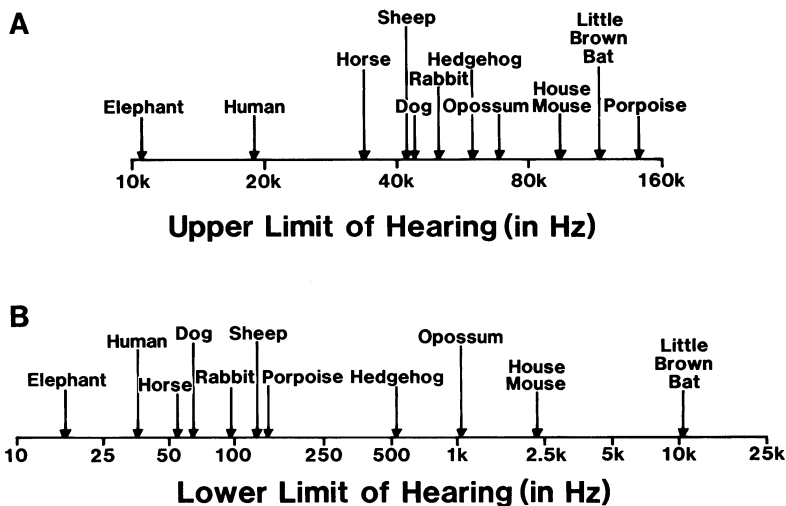 A
Sheep
Little
Brown
Bat
Horse
Hedgehog
Rabbit
House
Elephant
Human
Dog
Opossum
Mouse
Porpoise
10k 20k 40k 80k 160k
Upper Limit of Hearing (in Hz)
B
Human
Dog
Sheep
Opossum
Little
Brown
Bat
House
Mouse
Elephant
Horse
Rabbit
Porpoise
Hedgehog
10 25 50 100 250 500 1k 2.5k 5k 10k 25k
Lower Limit of Hearing (in Hz)